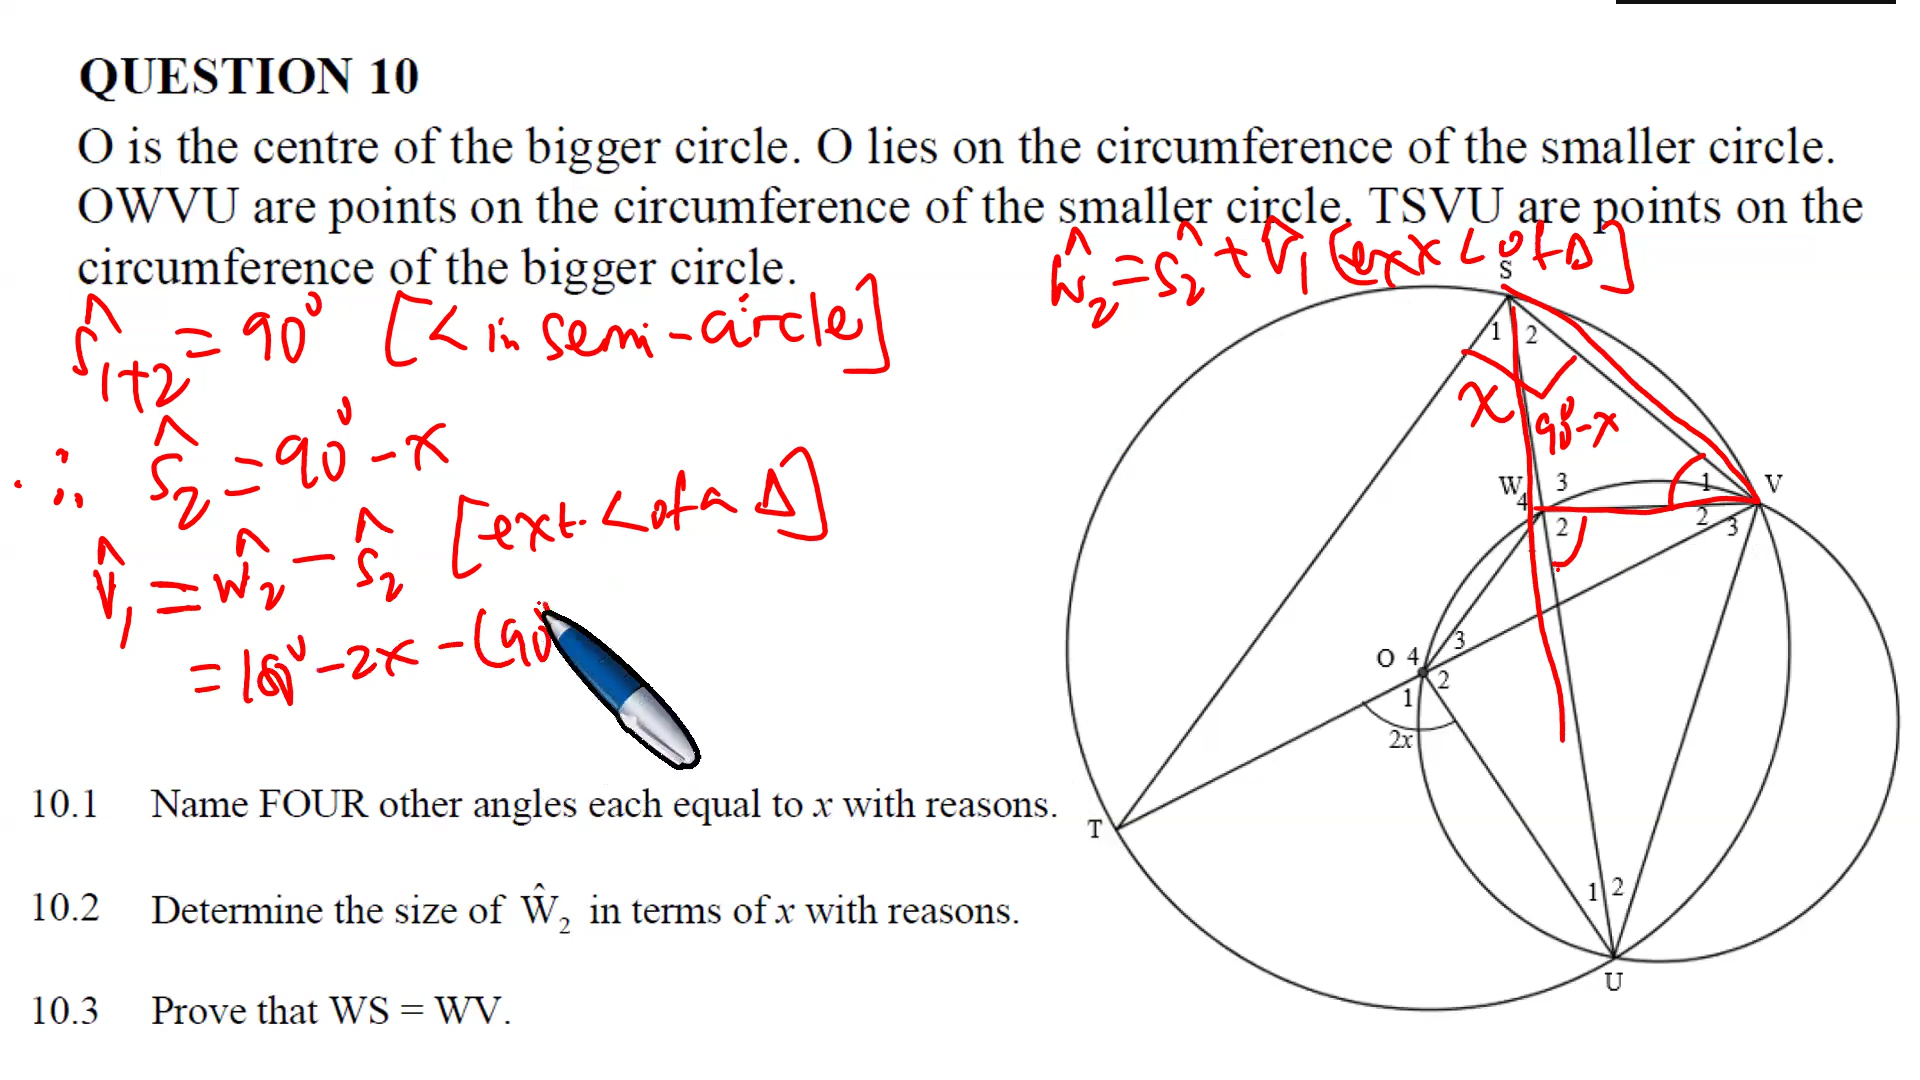 QUESTION 10
O is the centre of the bigger circle. O lies on the circumference of the smaller circle.
OWVU are points on the circumference of the smaller circle. TSVU are points on the
circumference of the bigger circle.
Ŵ₂ = Ŝ₂ + V̂₁ [exx < of Δ]
Ŝ₁₊₂ = 90° [< in semi-circle]
∴ Ŝ₂ = 90° - x
V̂₁ = Ŵ₂ - Ŝ₂ [ext. < of a Δ]
= 180° - 2x - (90°
S
1 2
x 90° - x
W 4 3 2
1 V
2 3
O 4 3
1 2
2x
T
1 2
U
10.1 Name FOUR other angles each equal to x with reasons.
10.2 Determine the size of Ŵ₂ in terms of x with reasons.
10.3 Prove that WS = WV.